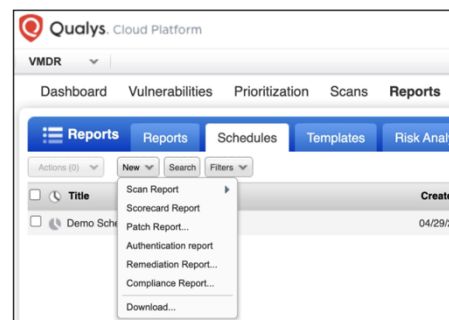 Qualys. Cloud Platform
VMDR
Dashboard Vulnerabilities Prioritization Scans Reports
Reports Reports Schedules Templates Risk Anal
Actions (0) New Search Filters
Title Create
Demo Sche 04/29/
Scan Report
Scorecard Report
Patch Report...
Authentication report
Remediation Report...
Compliance Report...
Download...